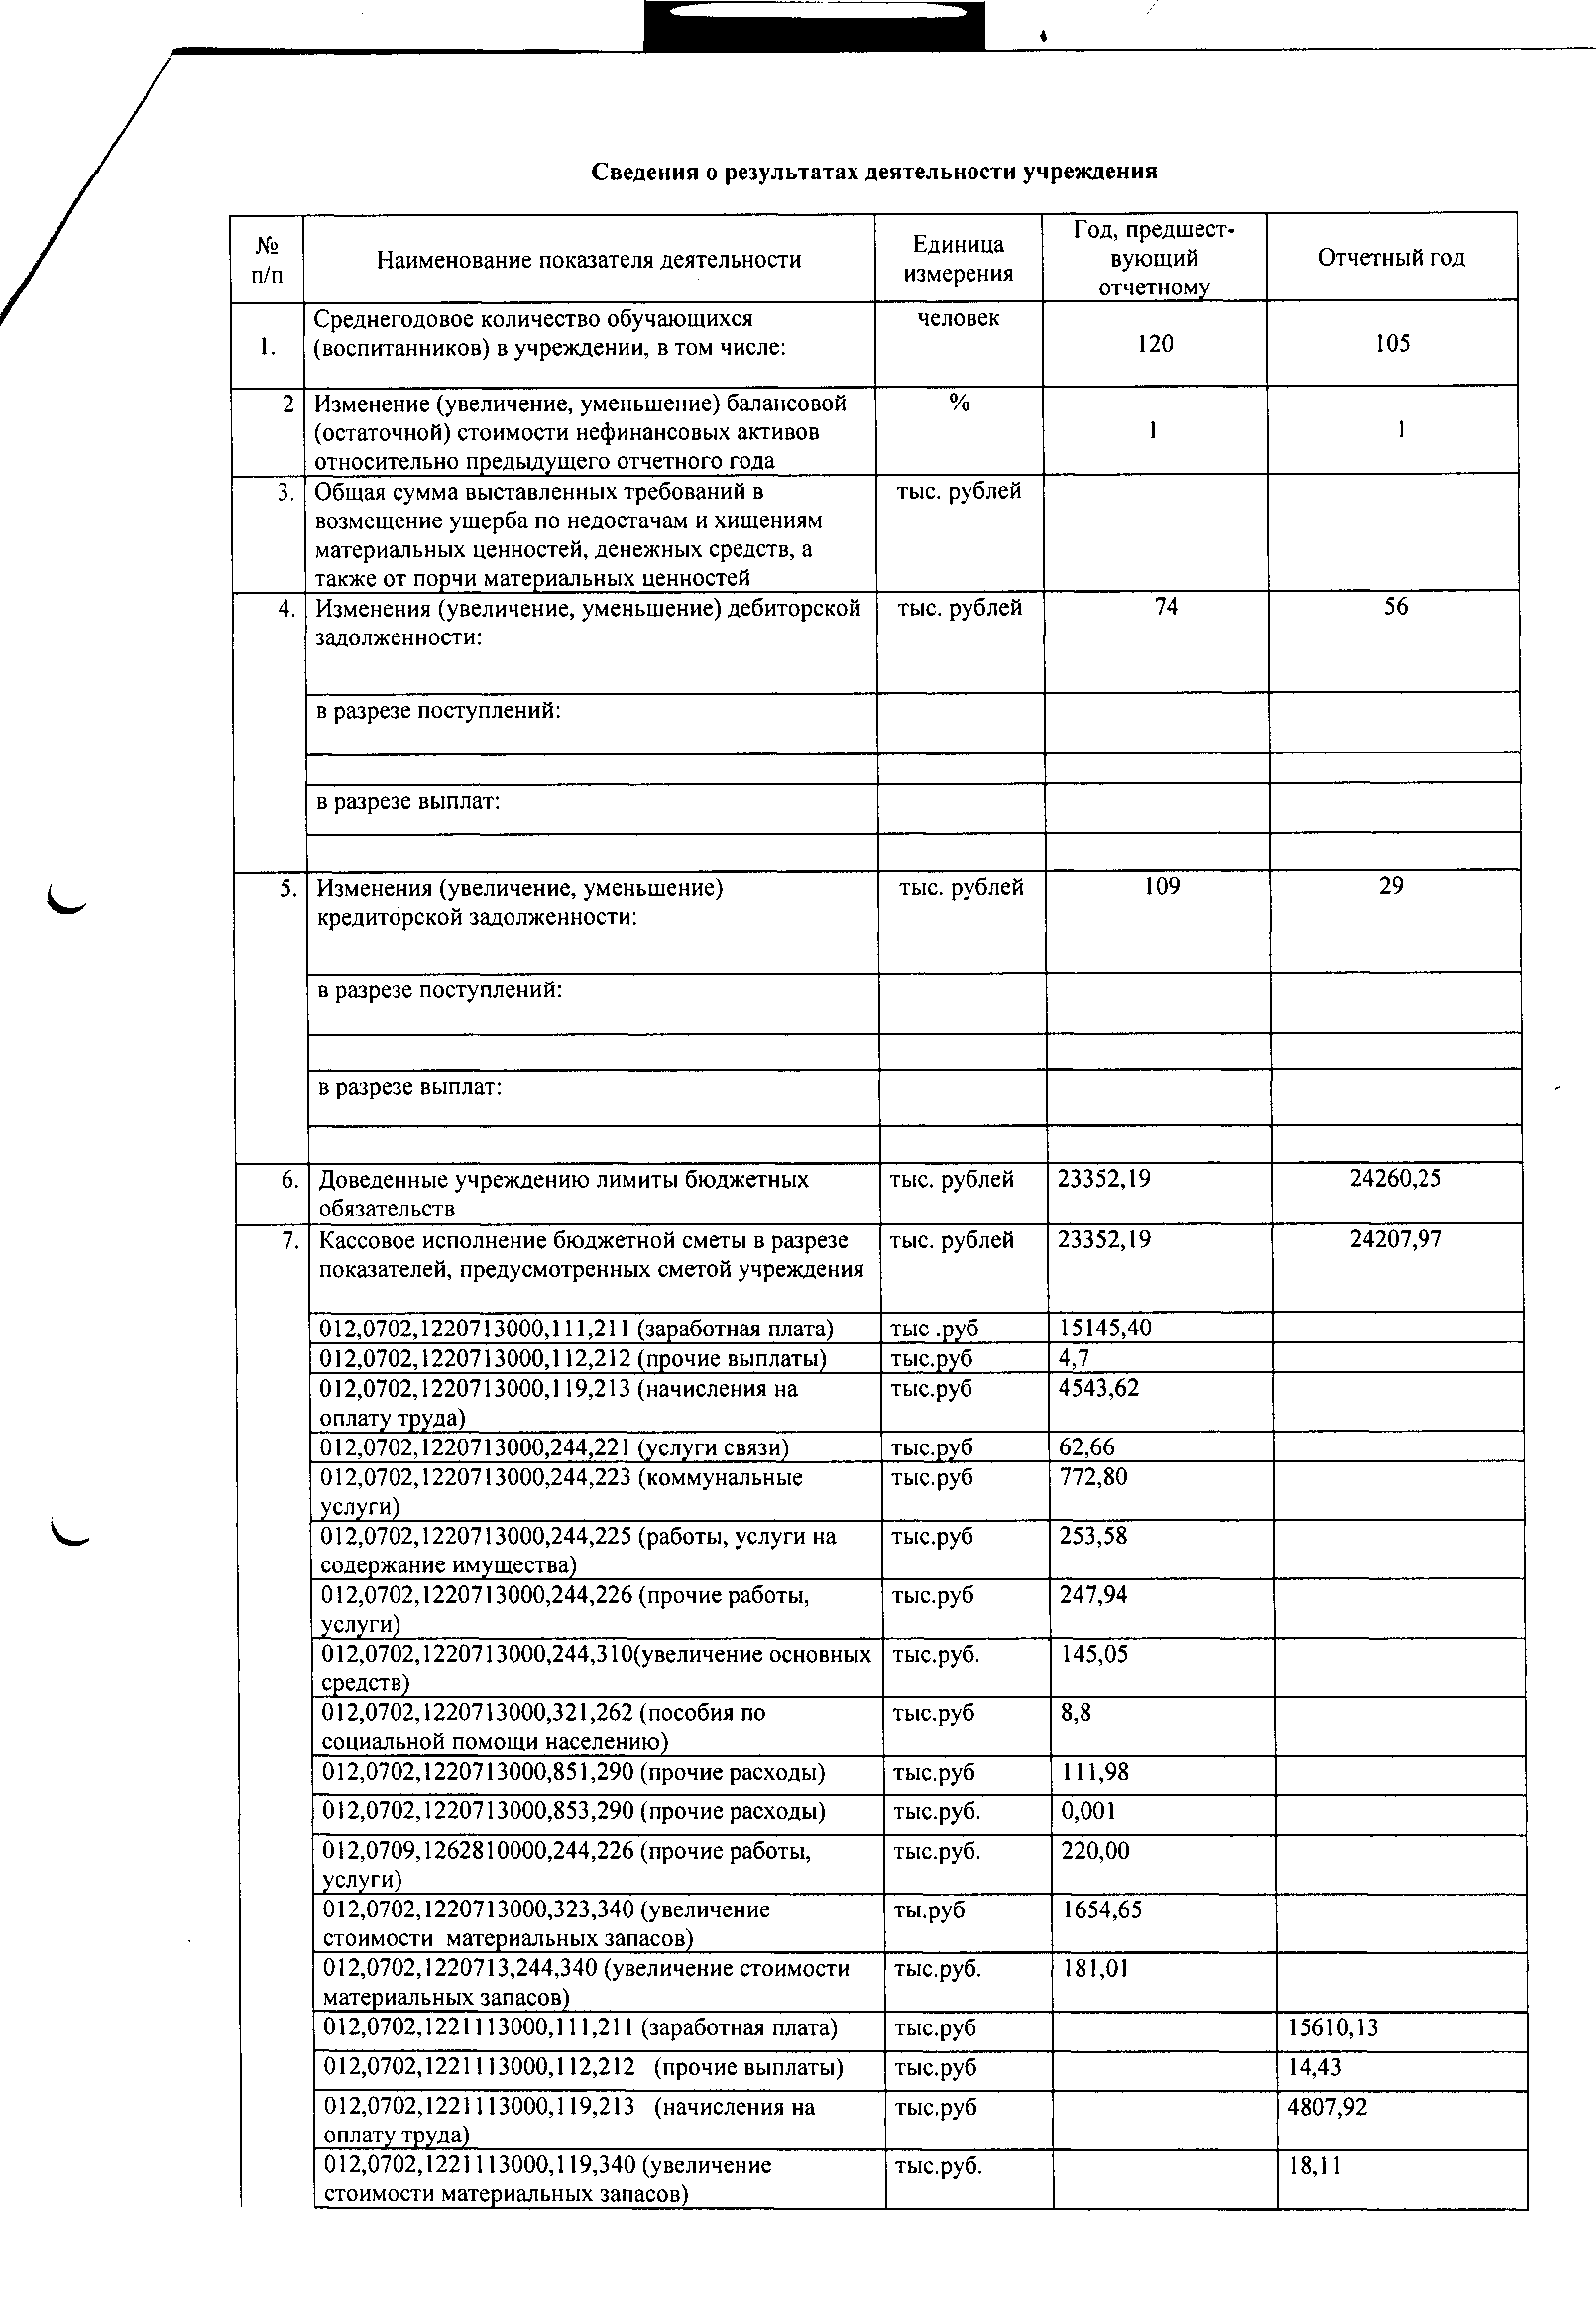 Сведения о результатах деятельности учреждения
№
п/п
Наименование показателя деятельности
Единица
измерения
Год, предшест-
вующий
отчетному
Отчетный год
1.
Среднегодовое количество обучающихся
(воспитанников) в учреждении, в том числе:
человек
120
105
2
Изменение (увеличение, уменьшение) балансовой
(остаточной) стоимости нефинансовых активов
относительно предыдущего отчетного года
%
1
1
3.
Общая сумма выставленных требований в
возмещение ущерба по недостачам и хищениям
материальных ценностей, денежных средств, а
также от порчи материальных ценностей
тыс. рублей
4.
Изменения (увеличение, уменьшение) дебиторской
задолженности:
тыс. рублей
74
56
в разрезе поступлений:
в разрезе выплат:
5.
Изменения (увеличение, уменьшение)
кредиторской задолженности:
тыс. рублей
109
29
в разрезе поступлений:
в разрезе выплат:
6.
Доведенные учреждению лимиты бюджетных
обязательств
тыс. рублей
23352,19
24260,25
7.
Кассовое исполнение бюджетной сметы в разрезе
показателей, предусмотренных сметой учреждения
тыс. рублей
23352,19
24207,97
012,0702,1220713000,111,211 (заработная плата)
тыс .руб
15145,40
012,0702,1220713000,112,212 (прочие выплаты)
тыс.руб
4,7
012,0702,1220713000,119,213 (начисления на
оплату труда)
тыс.руб
4543,62
012,0702,1220713000,244,221 (услуги связи)
тыс.руб
62,66
012,0702,1220713000,244,223 (коммунальные
услуги)
тыс.руб
772,80
012,0702,1220713000,244,225 (работы, услуги на
содержание имущества)
тыс.руб
253,58
012,0702,1220713000,244,226 (прочие работы,
услуги)
тыс.руб
247,94
012,0702,1220713000,244,310(увеличение основных
средств)
тыс.руб.
145,05
012,0702,1220713000,321,262 (пособия по
социальной помощи населению)
тыс.руб
8,8
012,0702,1220713000,851,290 (прочие расходы)
тыс.руб
111,98
012,0702,1220713000,853,290 (прочие расходы)
тыс.руб.
0,001
012,0709,1262810000,244,226 (прочие работы,
услуги)
тыс.руб.
220,00
012,0702,1220713000,323,340 (увеличение
стоимости материальных запасов)
ты.руб
1654,65
012,0702,1220713,244,340 (увеличение стоимости
материальных запасов)
тыс.руб.
181,01
012,0702,1221113000,111,211 (заработная плата)
тыс.руб
15610,13
012,0702,1221113000,112,212 (прочие выплаты)
тыс.руб
14,43
012,0702,1221113000,119,213 (начисления на
оплату труда)
тыс.руб
4807,92
012,0702,1221113000,119,340 (увеличение
стоимости материальных запасов)
тыс.руб.
18,11